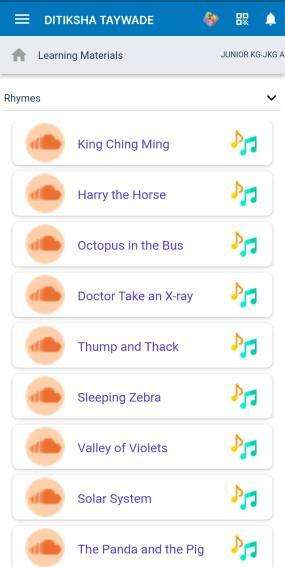 DITIKSHA TAYWADE
Learning Materials
JUNIOR KG-JKG A
Rhymes
King Ching Ming
Harry the Horse
Octopus in the Bus
Doctor Take an X-ray
Thump and Thack
Sleeping Zebra
Valley of Violets
Solar System
The Panda and the Pig